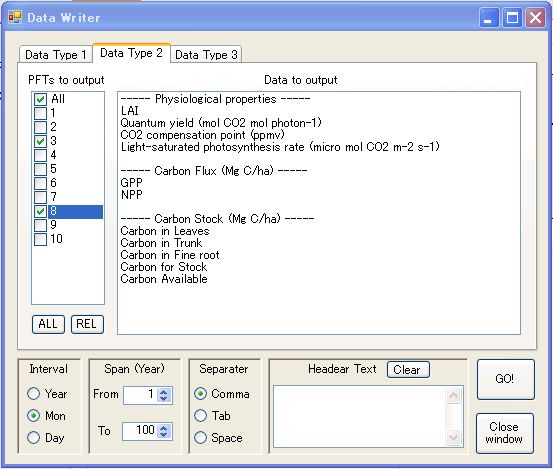 Data Writer
Data Type 1 Data Type 2 Data Type 3
PFTs to output
All
1
2
3
4
5
6
7
8
9
10
ALL REL
Data to output
----- Physiological properties -----
LAI
Quantum yield (mol CO2 mol photon-1)
CO2 compensation point (ppmv)
Light-saturated photosynthesis rate (micro mol CO2 m-2 s-1)
----- Carbon Flux (Mg C/ha) -----
GPP
NPP
----- Carbon Stock (Mg C/ha) -----
Carbon in Leaves
Carbon in Trunk
Carbon in Fine root
Carbon for Stock
Carbon Available
Interval
Year
Mon
Day
Span (Year)
From 1
To 100
Separater
Comma
Tab
Space
Headear Text Clear
GO!
Close
window